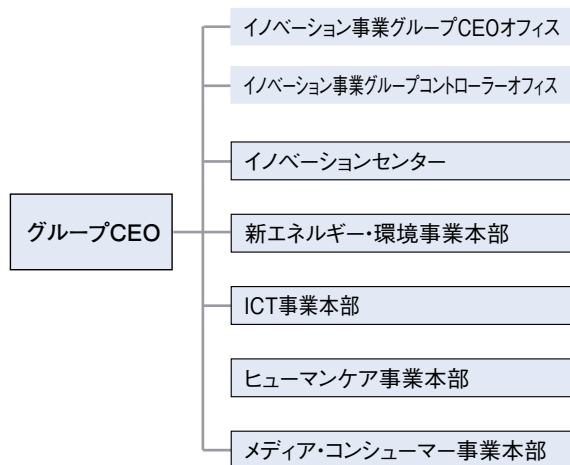 イノベーション事業グループCEOオフィス
イノベーション事業グループコントローラーオフィス
イノベーションセンター
グループCEO
新エネルギー・環境事業本部
ICT事業本部
ヒューマンケア事業本部
メディア・コンシューマー事業本部